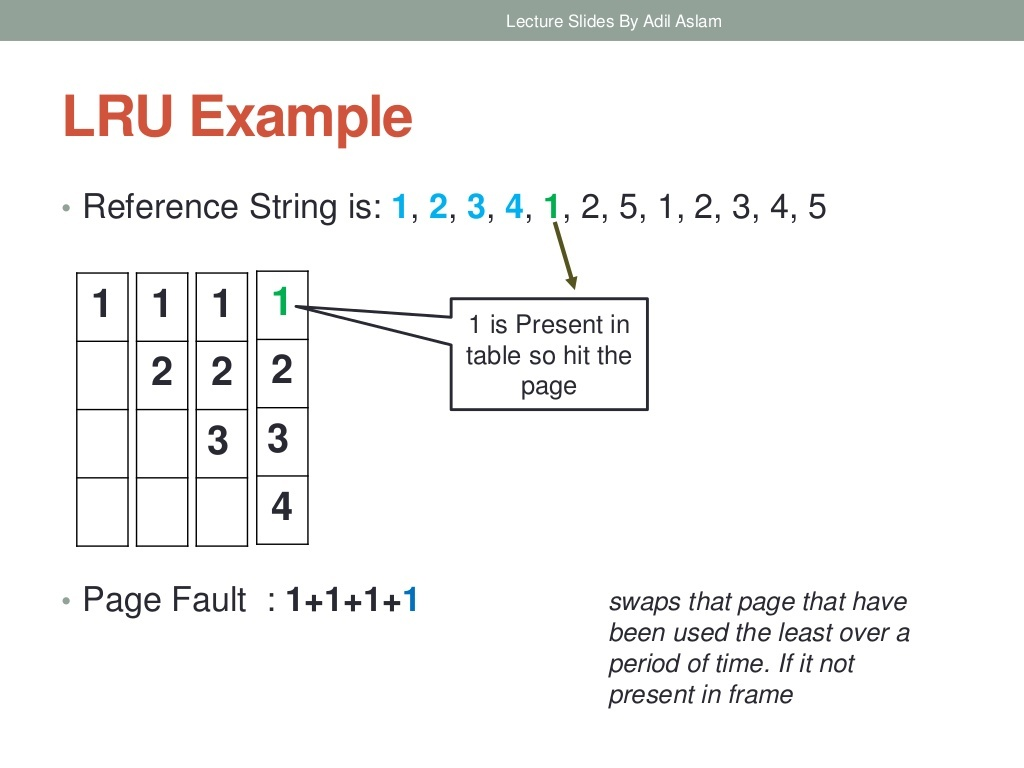 Lecture Slides By Adil Aslam
LRU Example
• Reference String is: 1, 2, 3, 4, 1, 2, 5, 1, 2, 3, 4, 5
1 1 1 1
2 2 2
3 3
4
1 is Present in
table so hit the
page
• Page Fault : 1+1+1+1
swaps that page that have
been used the least over a
period of time. If it not
present in frame